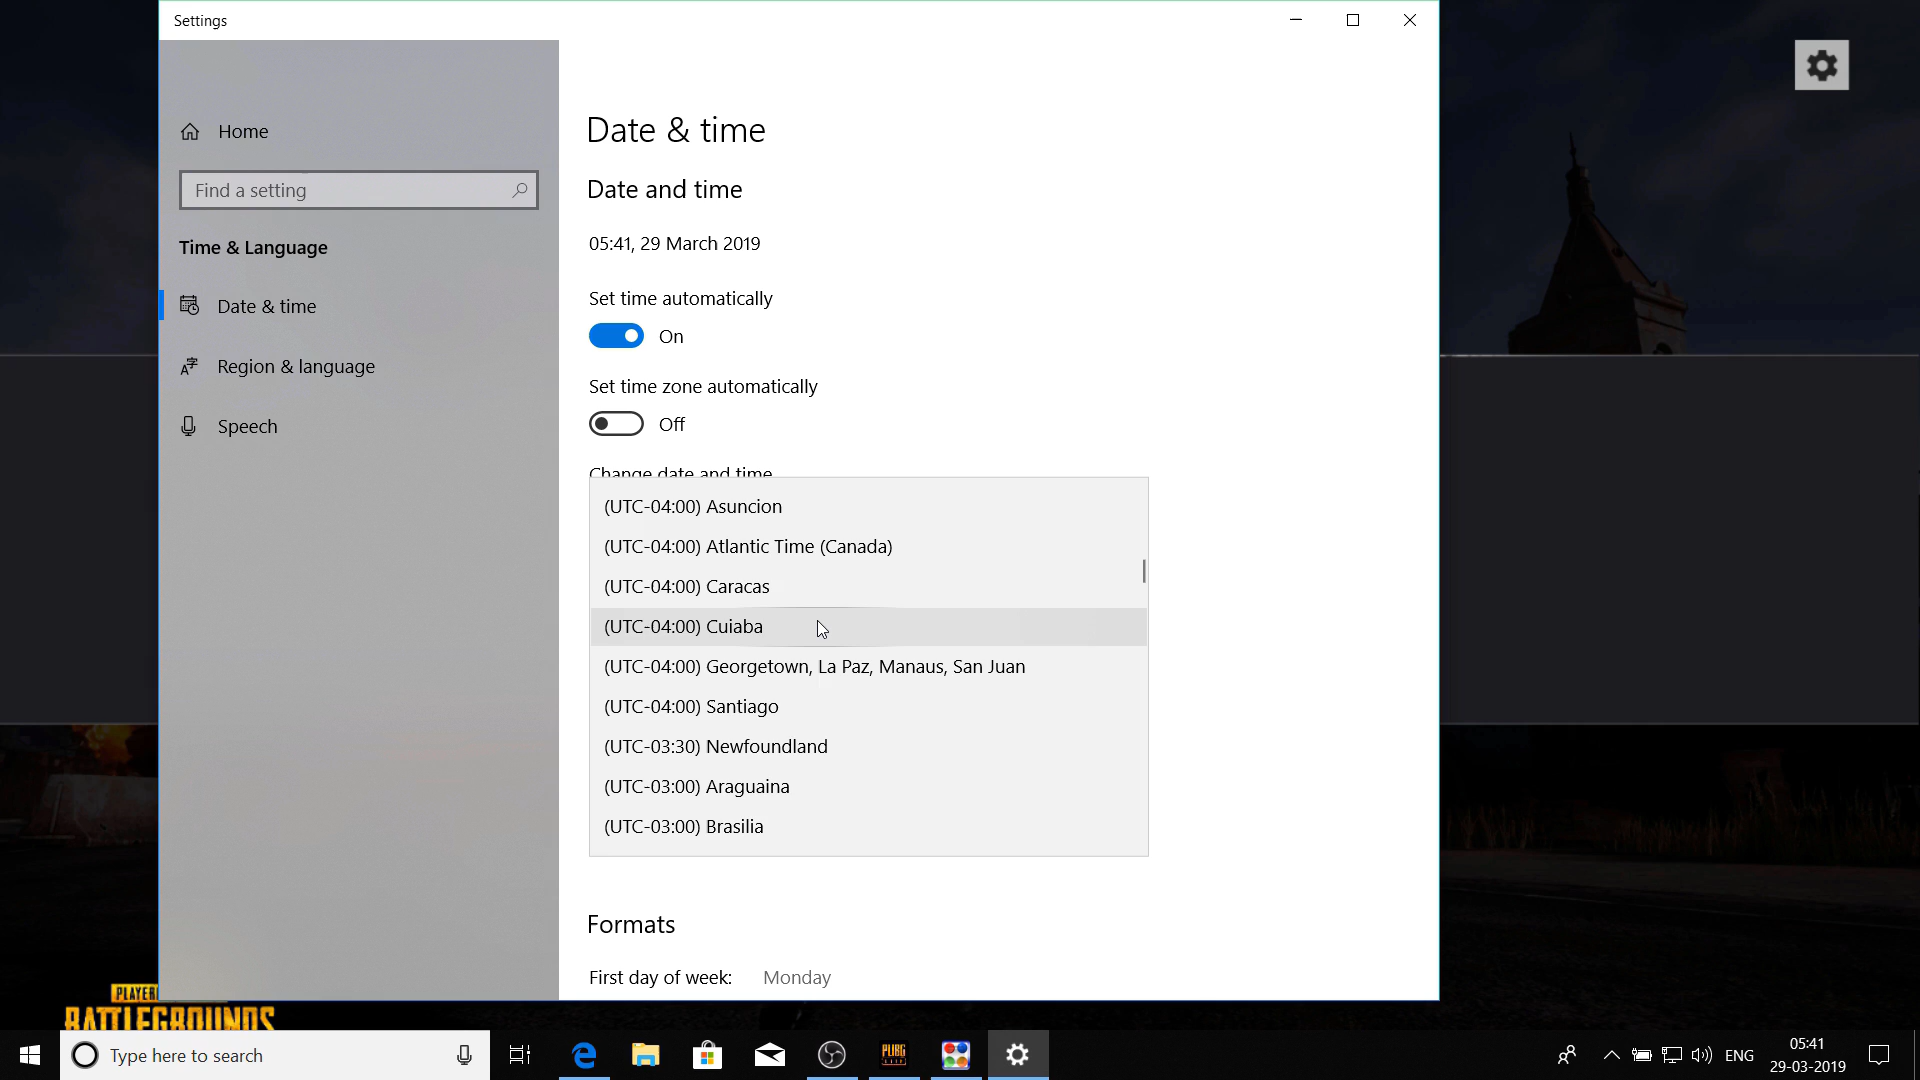 Settings
Home
Find a setting
Time & Language
Date & time
Region & language
Speech
Date & time
Date and time
05:41, 29 March 2019
Set time automatically
On
Set time zone automatically
Off
Change date and time
(UTC-04:00) Asuncion
(UTC-04:00) Atlantic Time (Canada)
(UTC-04:00) Caracas
(UTC-04:00) Cuiaba
(UTC-04:00) Georgetown, La Paz, Manaus, San Juan
(UTC-04:00) Santiago
(UTC-03:30) Newfoundland
(UTC-03:00) Araguaina
(UTC-03:00) Brasilia
Formats
First day of week: Monday
BATTLEGROUNDS
Type here to search
PUBG
ENG
05:41
29-03-2019